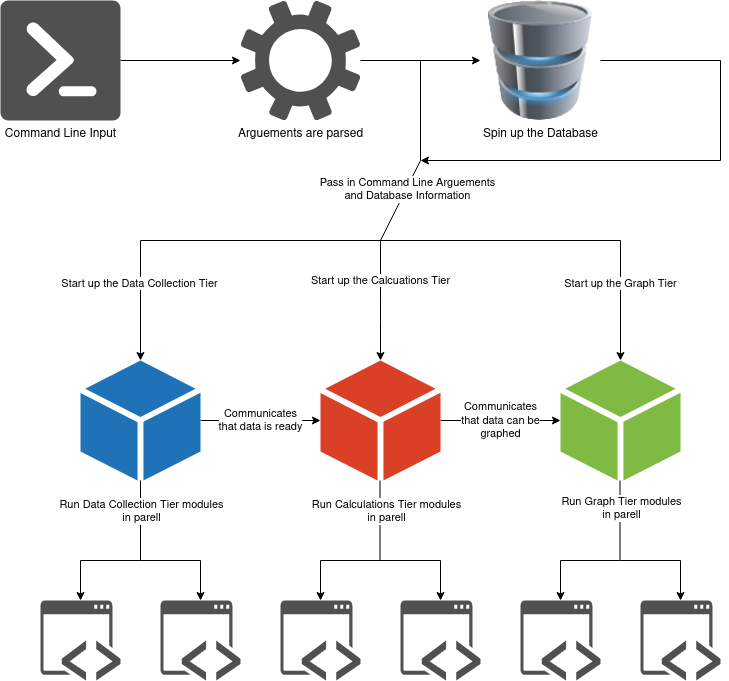 Command Line Input
Arguements are parsed
Spin up the Database
Pass in Command Line Arguements
and Database Information
Start up the Data Collection Tier
Start up the Calcuations Tier
Start up the Graph Tier
Communicates
that data is ready
Communicates
that data can be
graphed
Run Data Collection Tier modules
in parell
Run Calculations Tier modules
in parell
Run Graph Tier modules
in parell